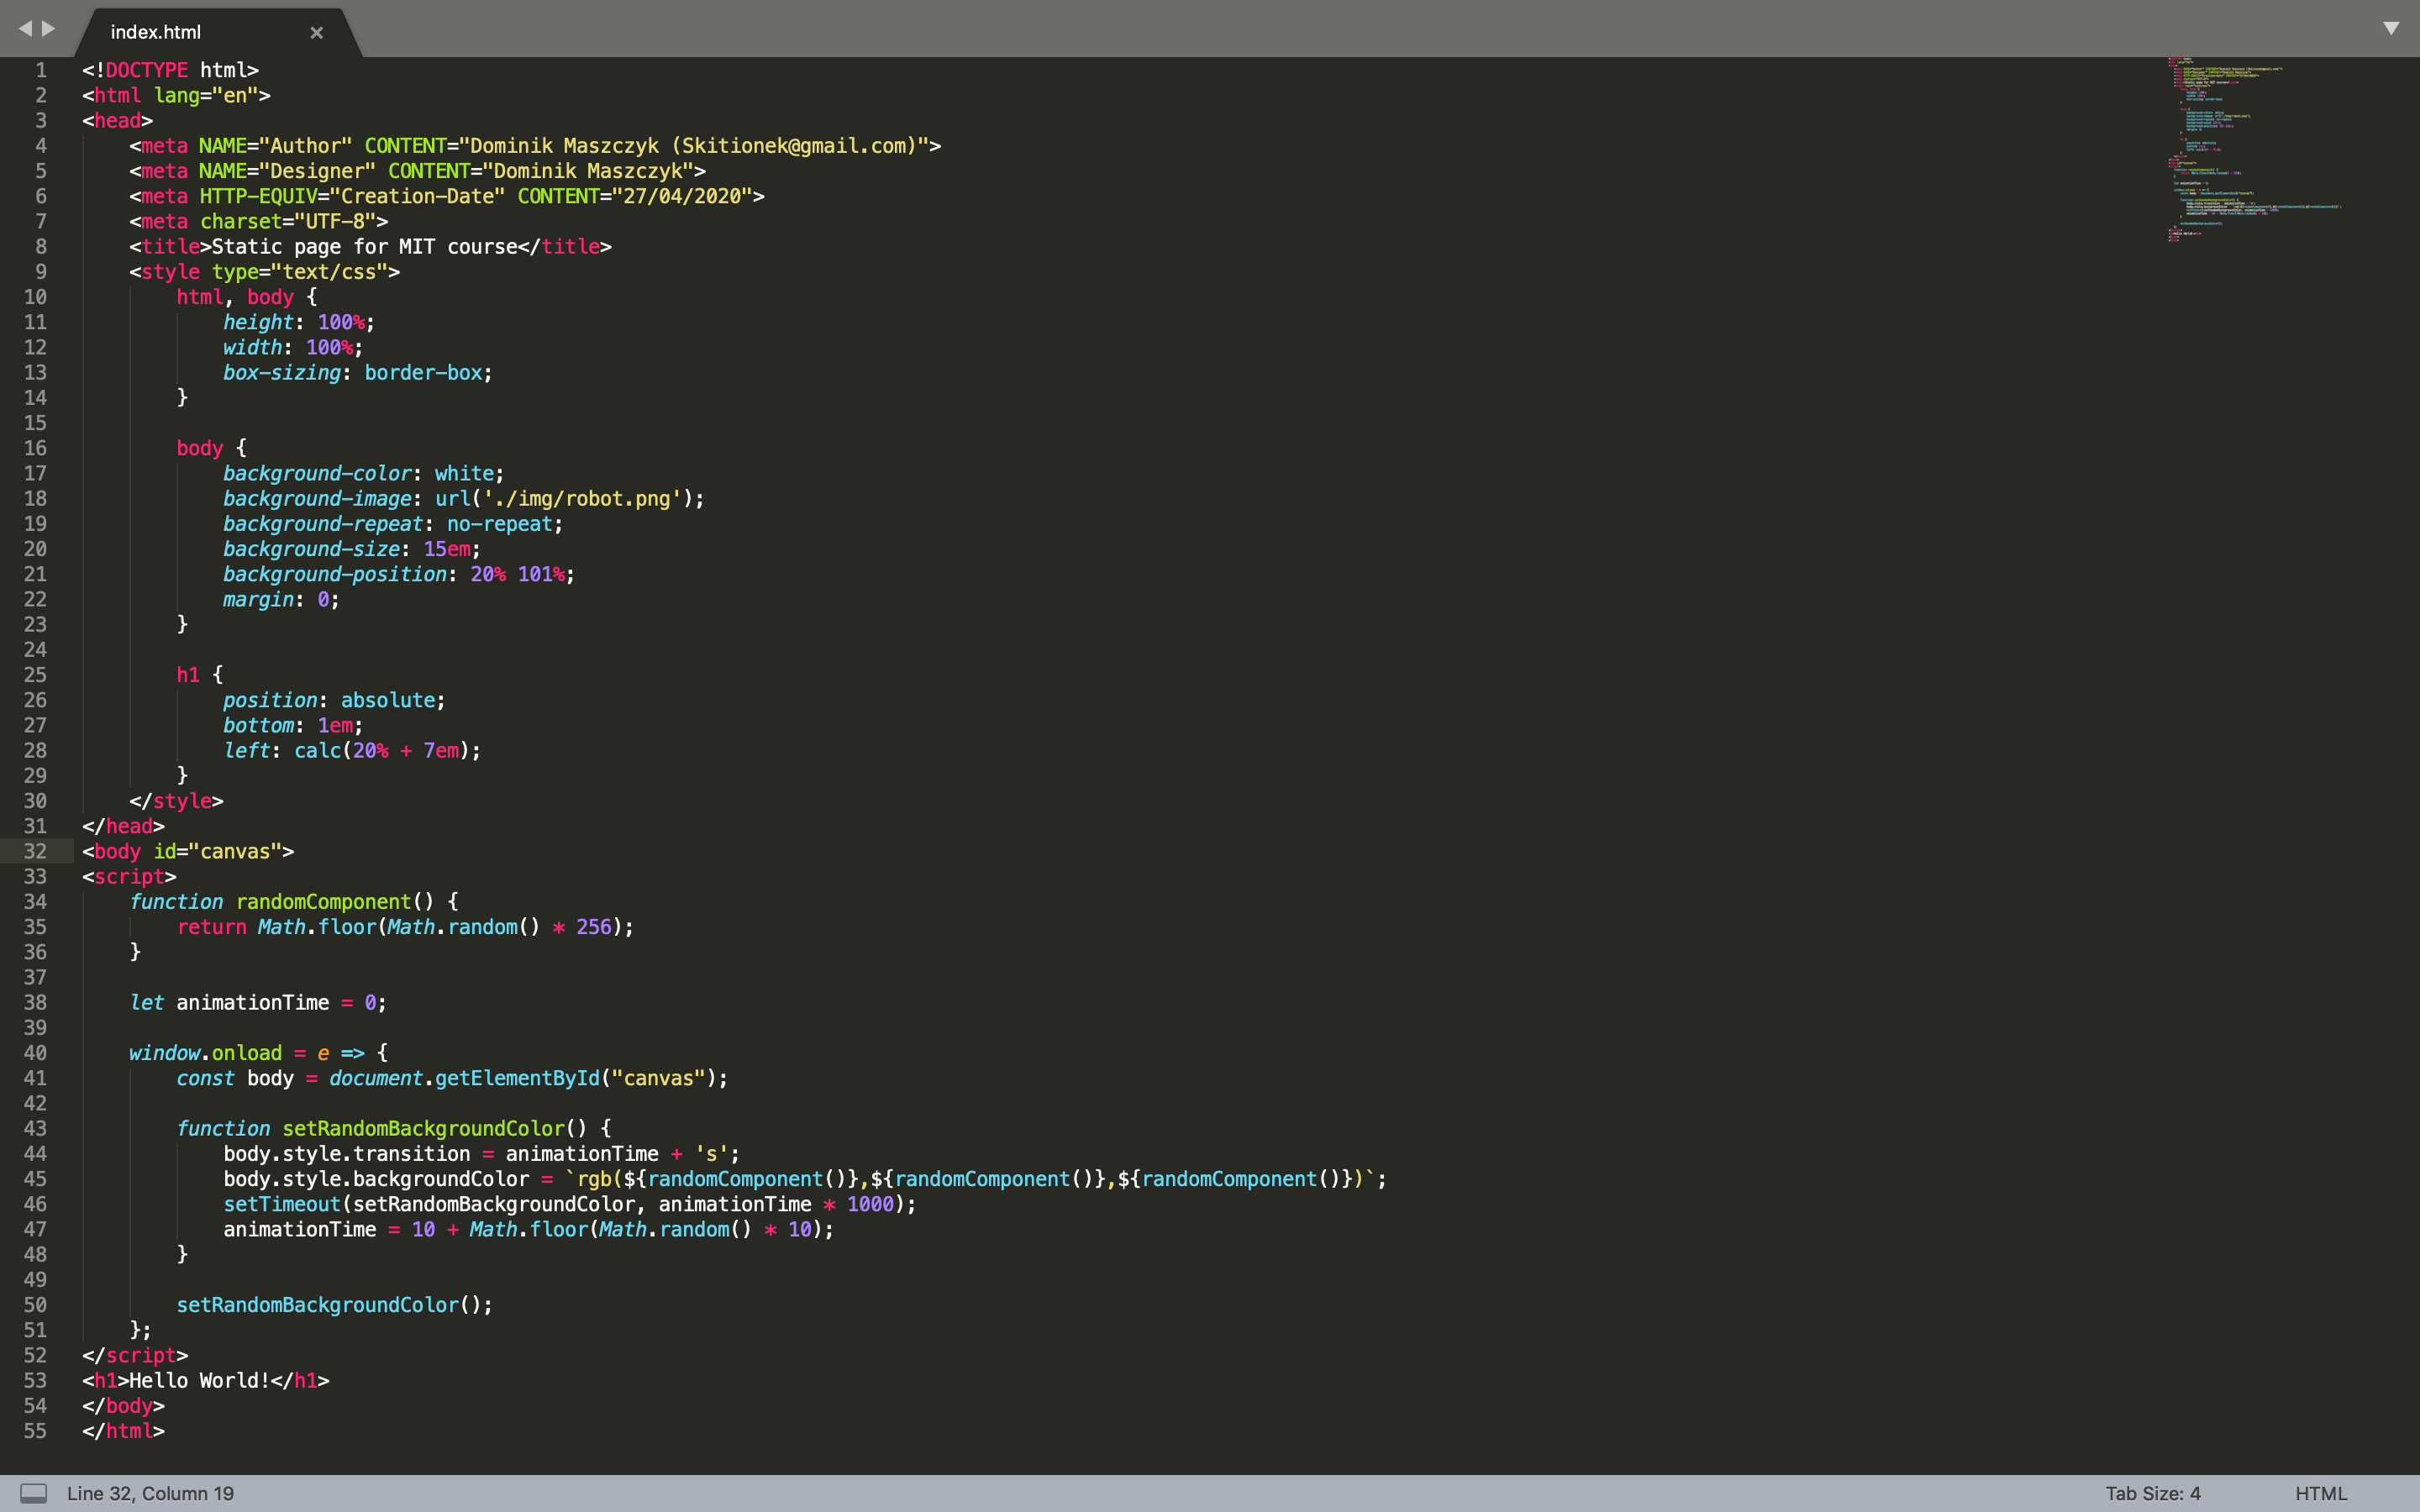 index.html ×
1 <!DOCTYPE html>
2 <html lang="en">
3 <head>
4     <meta NAME="Author" CONTENT="Dominik Maszczyk (Skitionek@gmail.com)">
5     <meta NAME="Designer" CONTENT="Dominik Maszczyk">
6     <meta HTTP-EQUIV="Creation-Date" CONTENT="27/04/2020">
7     <meta charset="UTF-8">
8     <title>Static page for MIT course</title>
9     <style type="text/css">
10         html, body {
11             height: 100%;
12             width: 100%;
13             box-sizing: border-box;
14         }
15
16         body {
17             background-color: white;
18             background-image: url('./img/robot.png');
19             background-repeat: no-repeat;
20             background-size: 15em;
21             background-position: 20% 101%;
22             margin: 0;
23         }
24
25         h1 {
26             position: absolute;
27             bottom: 1em;
28             left: calc(20% + 7em);
29         }
30     </style>
31 </head>
32 <body id="canvas">
33 <script>
34     function randomComponent() {
35         return Math.floor(Math.random() * 256);
36     }
37
38     let animationTime = 0;
39
40     window.onload = e => {
41         const body = document.getElementById("canvas");
42
43         function setRandomBackgroundColor() {
44             body.style.transition = animationTime + 's';
45             body.style.backgroundColor = `rgb(${randomComponent()},${randomComponent()},${randomComponent()})`;
46             setTimeout(setRandomBackgroundColor, animationTime * 1000);
47             animationTime = 10 + Math.floor(Math.random() * 10);
48         }
49
50         setRandomBackgroundColor();
51     };
52 </script>
53 <h1>Hello World!</h1>
54 </body>
55 </html>
Line 32, Column 19
Tab Size: 4
HTML